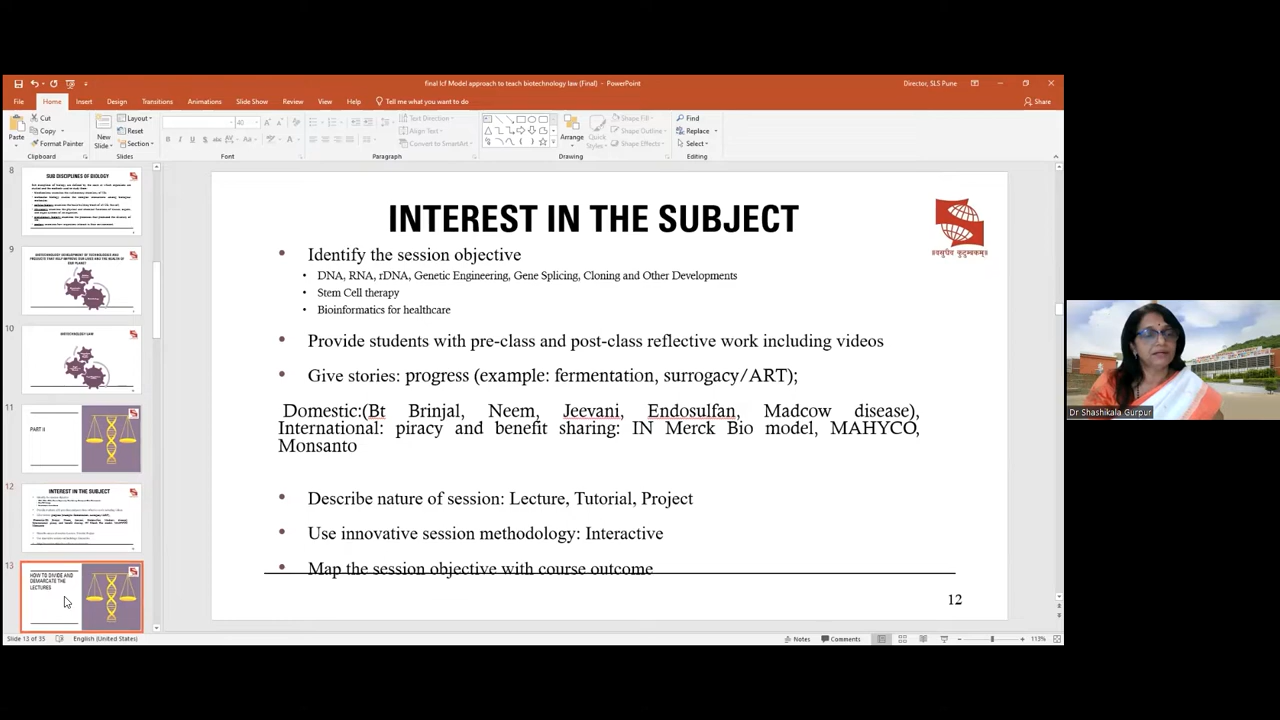 final lcf Model approach to teach biotechnology law (Final) - PowerPoint
Director, SLS Pune
File Home Insert Design Transitions Animations Slide Show Review View Help Tell me what you want to do Share
Paste
Cut
Copy
Format Painter
Clipboard
New Slide
Layout
Reset
Section
Slides
40
Font
Text Direction
Align Text
Convert to SmartArt
Paragraph
Arrange
Quick Styles
Shape Fill
Shape Outline
Shape Effects
Drawing
Find
Replace
Select
Editing
8
SUB DISCIPLINES OF BIOLOGY
9
10
BIOTECHNOLOGY LAW
11
PART II
12
INTEREST IN THE SUBJECT
13
HOW TO DIVIDE AND
DEMARCATE THE
LECTURES
INTEREST IN THE SUBJECT
॥वसुधैव कुटुम्बकम्॥
• Identify the session objective
• DNA, RNA, rDNA, Genetic Engineering, Gene Splicing, Cloning and Other Developments
• Stem Cell therapy
• Bioinformatics for healthcare
• Provide students with pre-class and post-class reflective work including videos
• Give stories: progress (example: fermentation, surrogacy/ART);
Domestic:(Bt Brinjal, Neem, Jeevani, Endosulfan, Madcow disease),
International: piracy and benefit sharing: IN Merck Bio model, MAHYCO,
Monsanto
• Describe nature of session: Lecture, Tutorial, Project
• Use innovative session methodology: Interactive
• Map the session objective with course outcome
12
Dr Shashikala Gurpur
Slide 13 of 35 English (United States) Notes Comments 113%